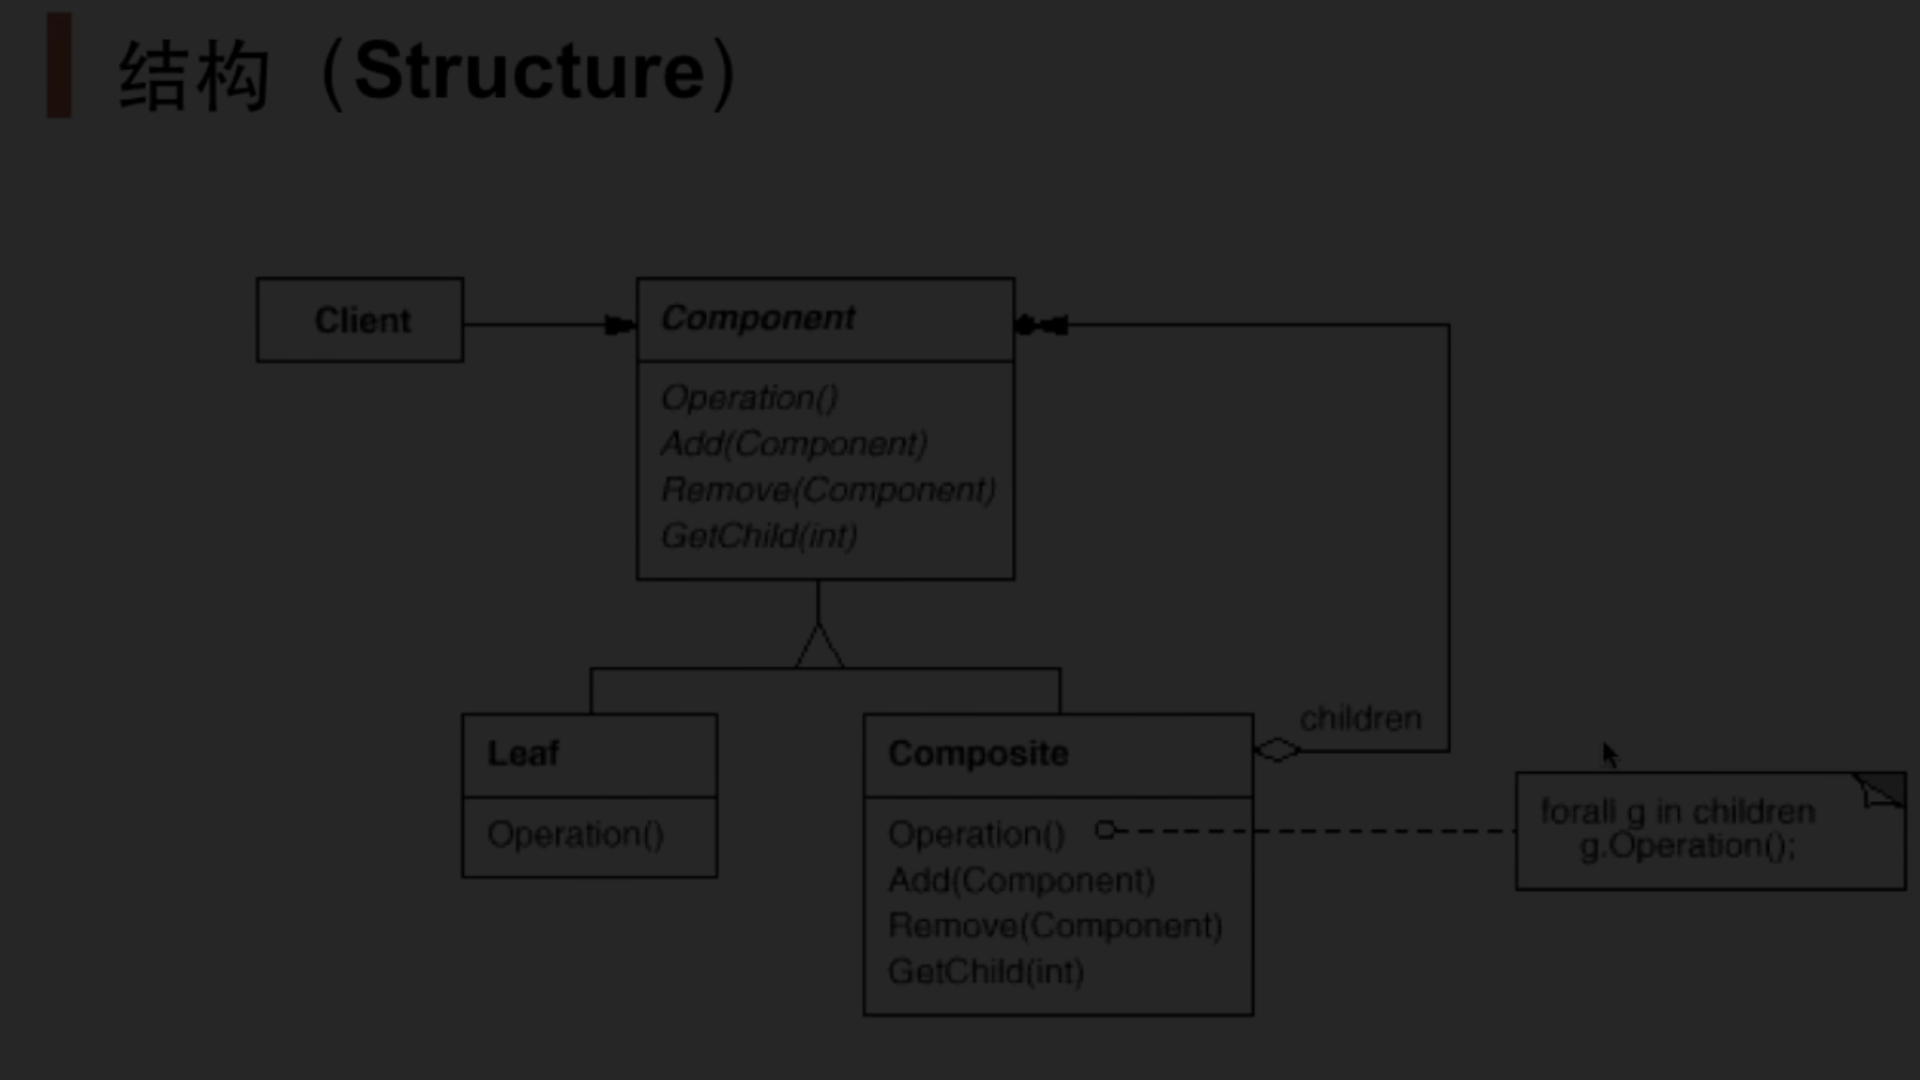 结构（Structure）
Client
Component
Operation()
Add(Component)
Remove(Component)
GetChild(int)
children
Leaf
Operation()
Composite
Operation()
Add(Component)
Remove(Component)
GetChild(int)
forall g in children
g.Operation();